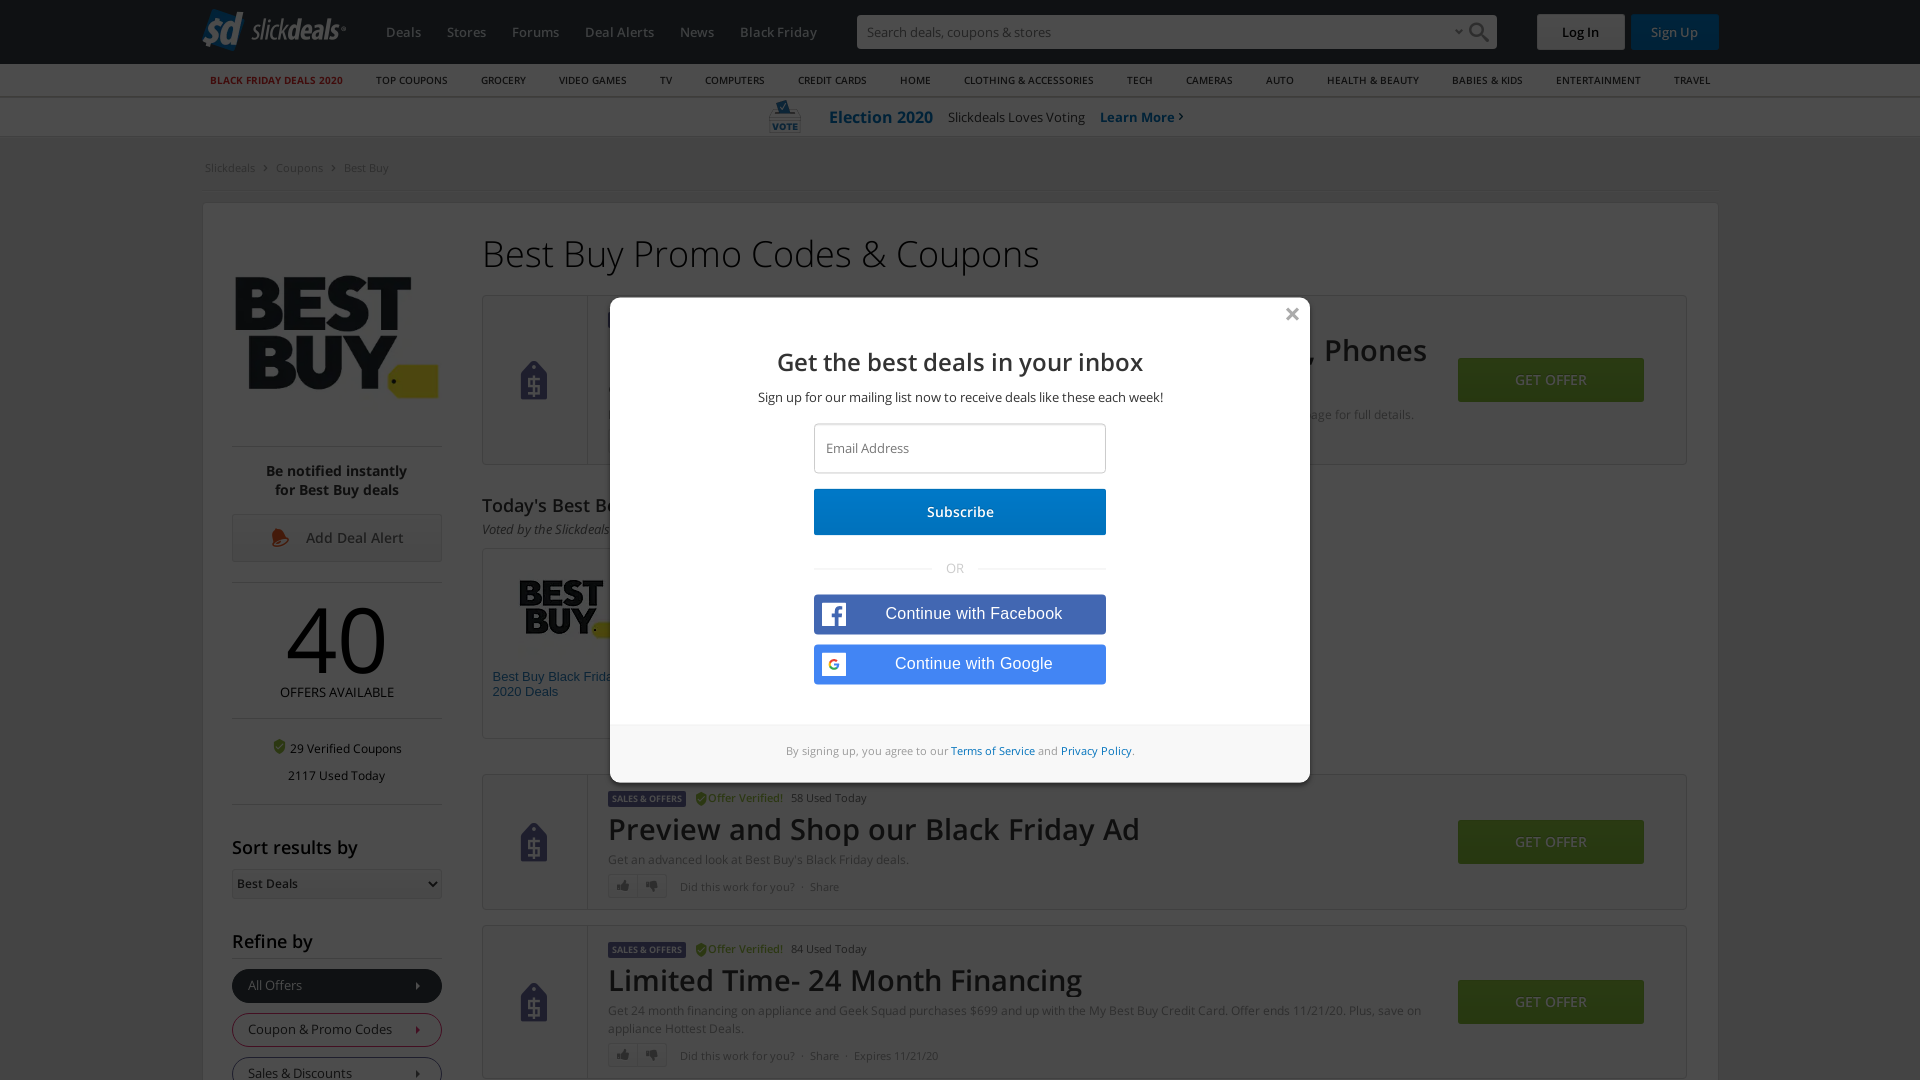 sd slickdeals
Deals
Stores
Forums
Deal Alerts
News
Black Friday
Search deals, coupons & stores
Log In
Sign Up
BLACK FRIDAY DEALS 2020
TOP COUPONS
GROCERY
VIDEO GAMES
TV
COMPUTERS
CREDIT CARDS
HOME
CLOTHING & ACCESSORIES
TECH
CAMERAS
AUTO
HEALTH & BEAUTY
BABIES & KIDS
ENTERTAINMENT
TRAVEL
VOTE
Election 2020
Slickdeals Loves Voting
Learn More
Slickdeals
Coupons
Best Buy
Best Buy Promo Codes & Coupons
BEST
BUY
Be notified instantly
for Best Buy deals
Add Deal Alert
40
OFFERS AVAILABLE
29 Verified Coupons
2117 Used Today
Sort results by
Best Deals
Refine by
All Offers
Coupon & Promo Codes
Sales & Discounts
, Phones
age for full details.
GET OFFER
Today's Best Be
Voted by the Slickdeals
BEST
BUY
Best Buy Black Frida
2020 Deals
Get the best deals in your inbox
Sign up for our mailing list now to receive deals like these each week!
Email Address
Subscribe
OR
Continue with Facebook
Continue with Google
By signing up, you agree to our Terms of Service and Privacy Policy.
SALES & OFFERS
Offer Verified!
58 Used Today
Preview and Shop our Black Friday Ad
Get an advanced look at Best Buy's Black Friday deals.
Did this work for you? · Share
GET OFFER
SALES & OFFERS
Offer Verified!
84 Used Today
Limited Time- 24 Month Financing
Get 24 month financing on appliance and Geek Squad purchases $699 and up with the My Best Buy Credit Card. Offer ends 11/21/20. Plus, save on
appliance Hottest Deals.
Did this work for you? · Share · Expires 11/21/20
GET OFFER